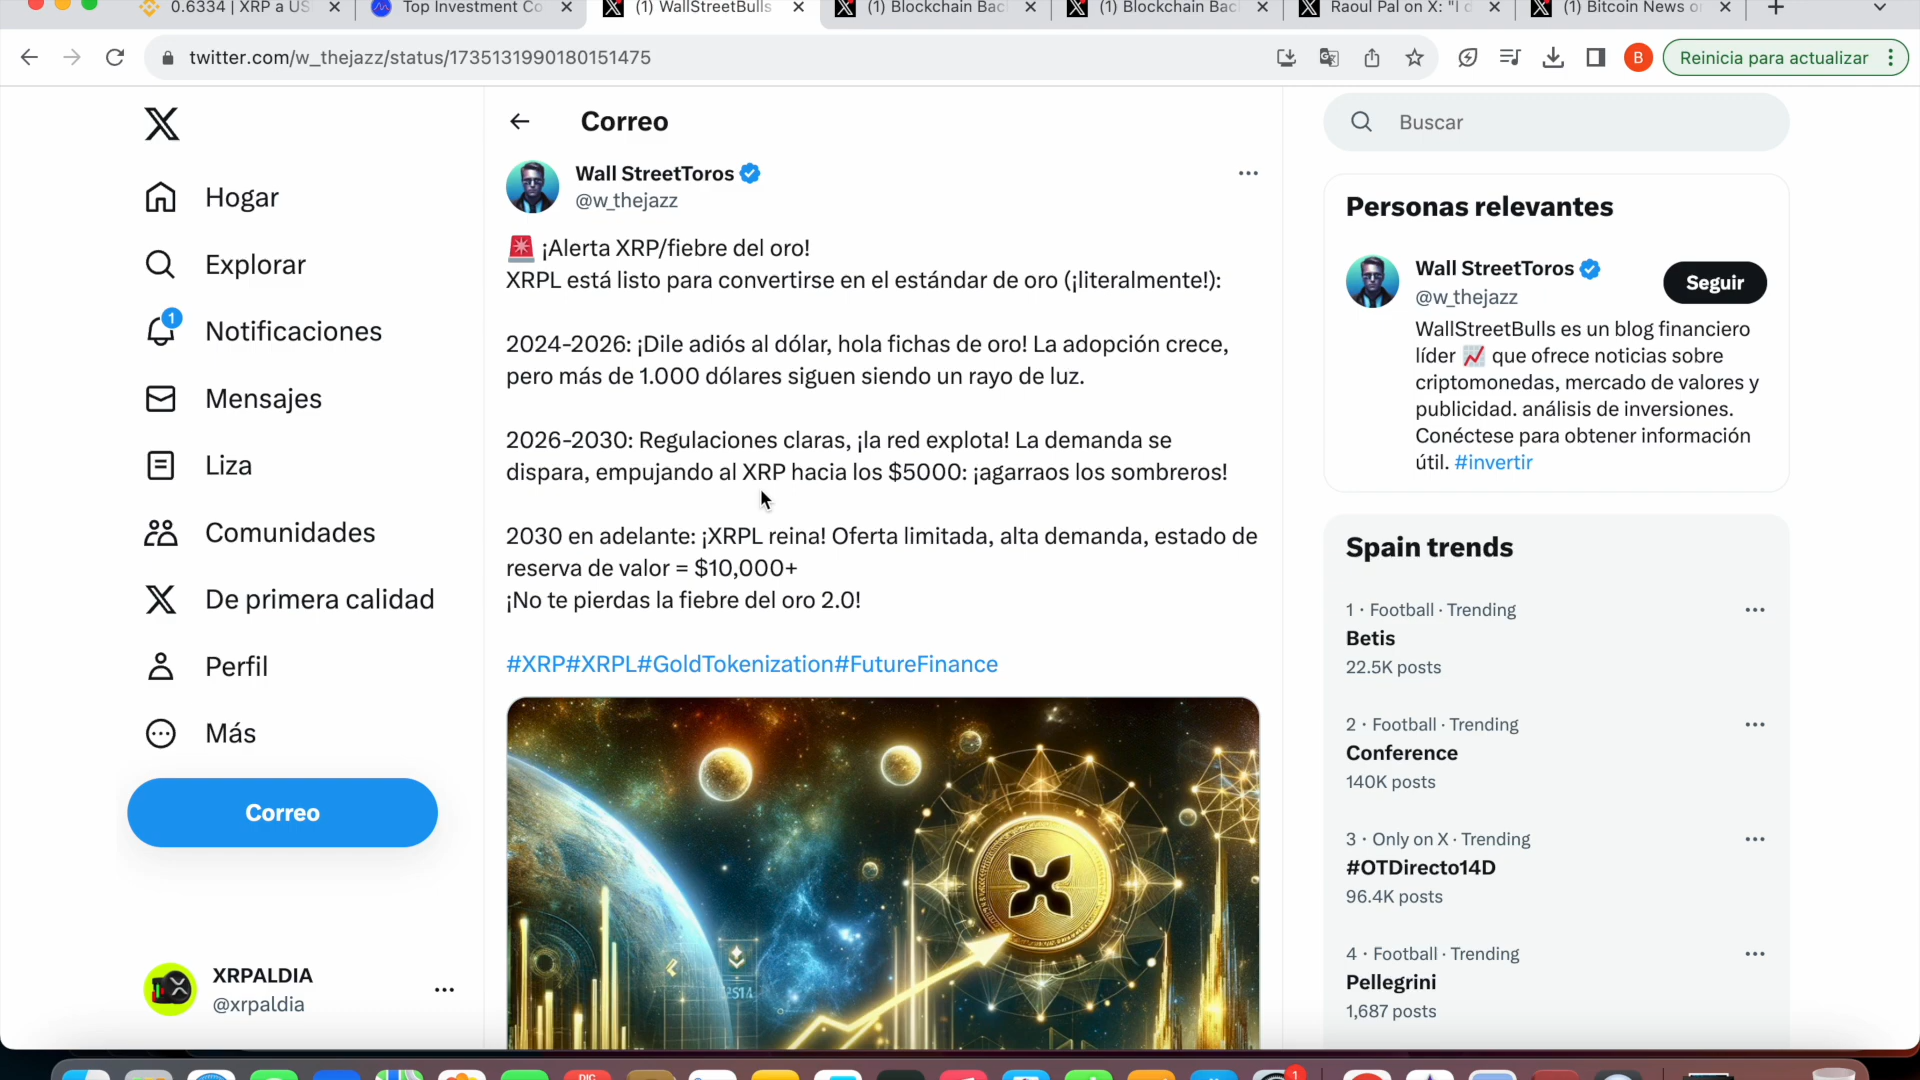 0.6334 | XRP a US
Top Investment Co
(1) WallStreetBulls
(1) Blockchain Bac
(1) Blockchain Bac
Raoul Pal on X: "I d
(1) Bitcoin News o
twitter.com/w_thejazz/status/1735131990180151475
B
Reinicia para actualizar
Hogar
Explorar
1
Notificaciones
Mensajes
Liza
Comunidades
De primera calidad
Perfil
Más
Correo
XRPALDIA
@xrpaldia
Correo
Wall StreetToros
@w_thejazz
¡Alerta XRP/fiebre del oro!
XRPL está listo para convertirse en el estándar de oro (¡literalmente!):
2024-2026: ¡Dile adiós al dólar, hola fichas de oro! La adopción crece,
pero más de 1.000 dólares siguen siendo un rayo de luz.
2026-2030: Regulaciones claras, ¡la red explota! La demanda se
dispara, empujando al XRP hacia los $5000: ¡agarraos los sombreros!
2030 en adelante: ¡XRPL reina! Oferta limitada, alta demanda, estado de
reserva de valor = $10,000+
¡No te pierdas la fiebre del oro 2.0!
#XRP#XRPL#GoldTokenization#FutureFinance
Buscar
Personas relevantes
Wall StreetToros
@w_thejazz
Seguir
WallStreetBulls es un blog financiero
líder que ofrece noticias sobre
criptomonedas, mercado de valores y
publicidad. análisis de inversiones.
Conéctese para obtener información
útil. #invertir
Spain trends
1 · Football · Trending
Betis
22.5K posts
2 · Football · Trending
Conference
140K posts
3 · Only on X · Trending
#OTDirecto14D
96.4K posts
4 · Football · Trending
Pellegrini
1,687 posts
DIC
1